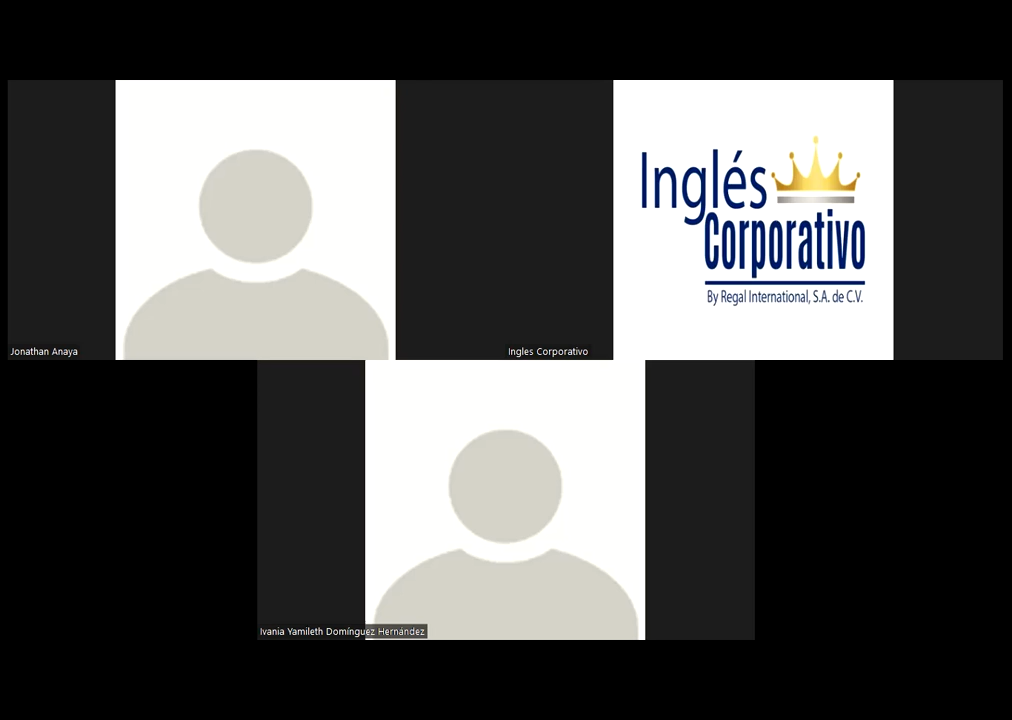 Inglés
Corporativo
By Regal International, S.A. de C.V.
Jonathan Anaya
Ingles Corporativo
Ivania Yamileth Domínguez Hernández